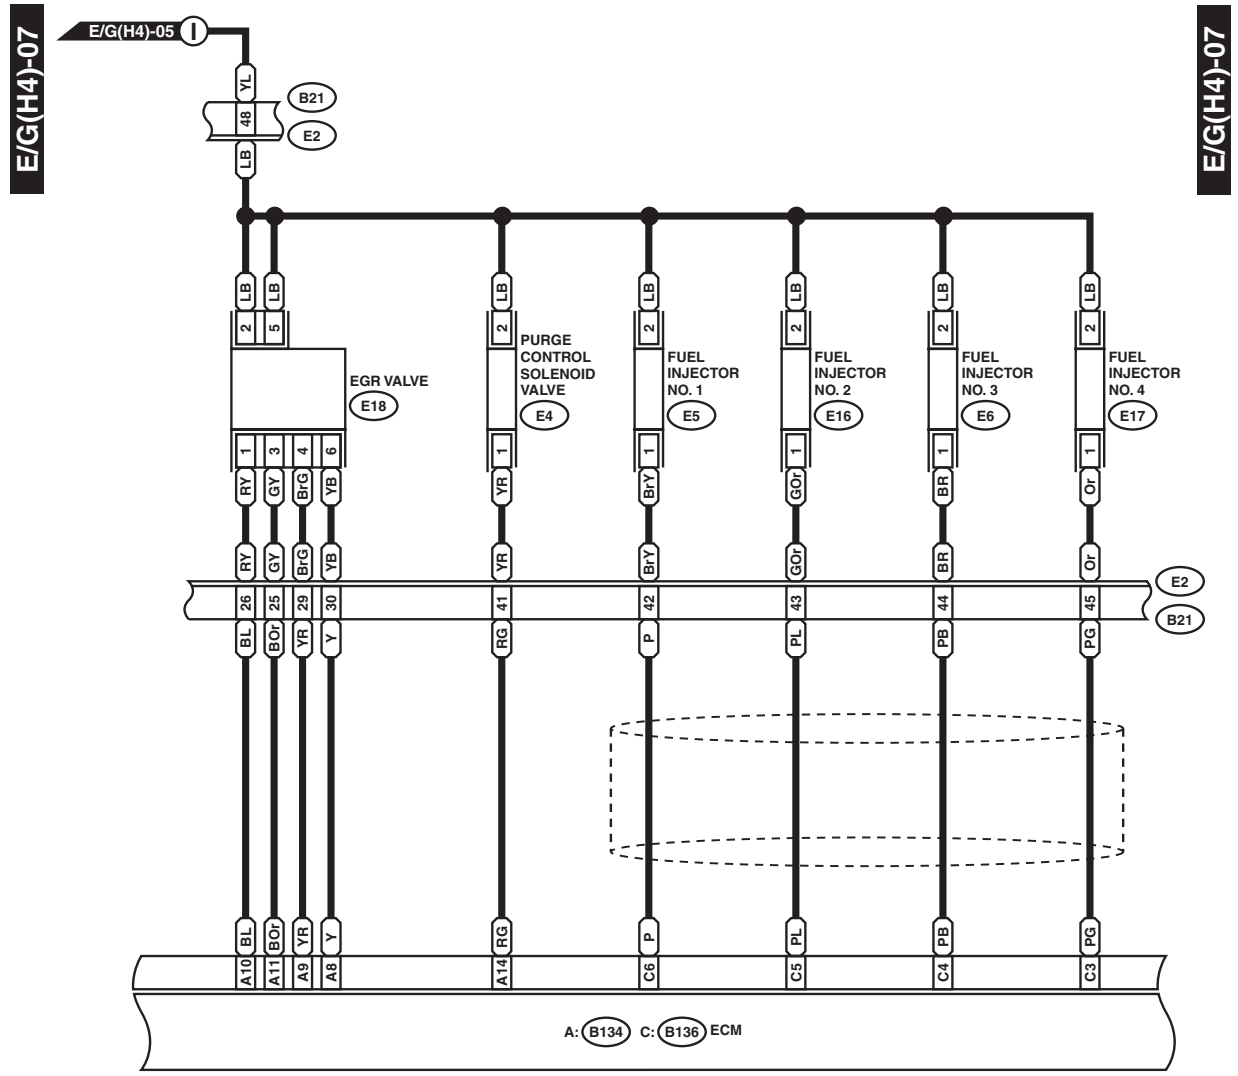 E/G(H4)-07
E/G(H4)-05 I
E/G(H4)-07
YL
48
B21
E2
LB
LB LB LB LB LB LB LB
2 5 2 2 2 2 2
EGR VALVE
E18
PURGE
CONTROL
SOLENOID
VALVE
E4
FUEL
INJECTOR
NO. 1
E5
FUEL
INJECTOR
NO. 2
E16
FUEL
INJECTOR
NO. 3
E6
FUEL
INJECTOR
NO. 4
E17
1 3 4 6 1 1 1 1 1
RY GY BrG YB YR BrY GOr BR Or
RY GY BrG YB YR BrY GOr BR Or
E2
26 25 29 30 41 42 43 44 45
B21
BL BOr YR Y RG P PL PB PG
BL BOr YR Y RG P PL PB PG
A10 A11 A9 A8 A14 C6 C5 C4 C3
A: B134 C: B136 ECM